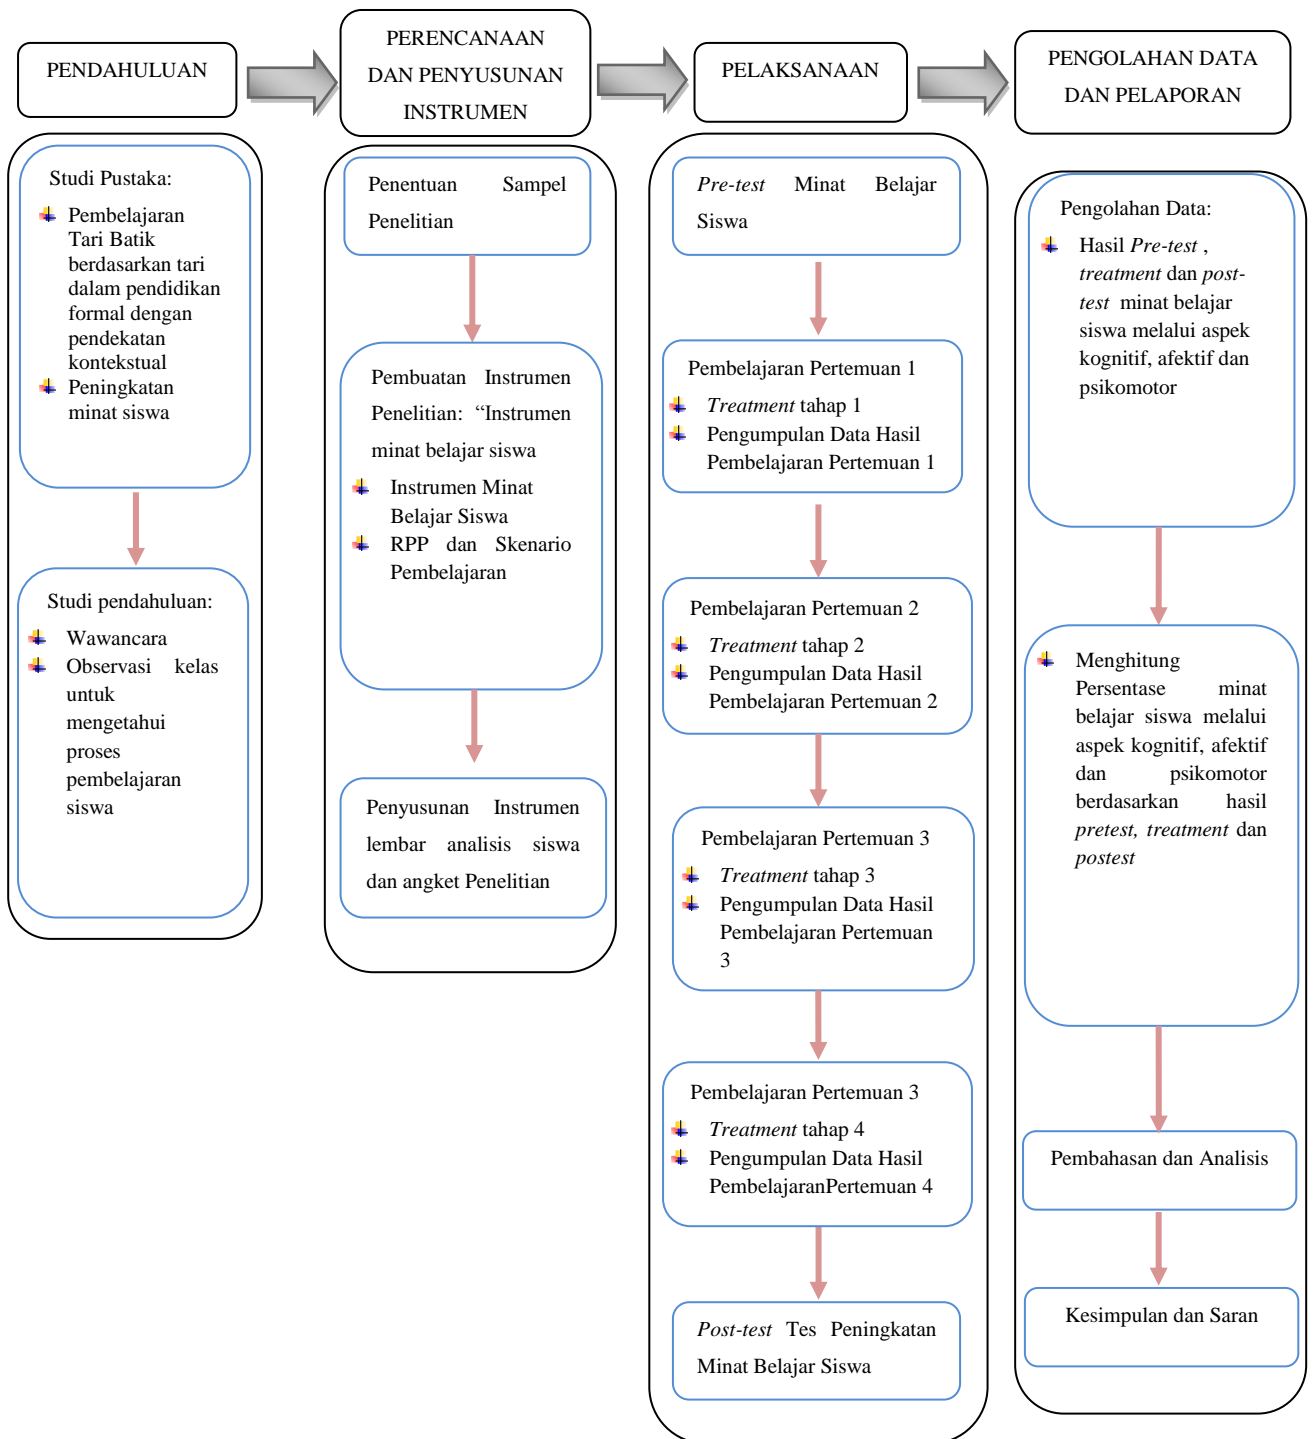 PENDAHULUAN
Studi Pustaka:
Pembelajaran
Tari Batik
berdasarkan tari
dalam pendidikan
formal dengan
pendekatan
kontekstual
Peningkatan
minat siswa
Studi pendahuluan:
Wawancara
Observasi kelas
untuk
mengetahui
proses
pembelajaran
siswa
PERENCANAAN
DAN PENYUSUNAN
INSTRUMEN
Penentuan Sampel
Penelitian
Pembuatan Instrumen
Penelitian: “Instrumen
minat belajar siswa
Instrumen Minat
Belajar Siswa
RPP dan Skenario
Pembelajaran
Penyusunan Instrumen
lembar analisis siswa
dan angket Penelitian
PELAKSANAAN
Pre-test Minat Belajar
Siswa
Pembelajaran Pertemuan 1
Treatment tahap 1
Pengumpulan Data Hasil
Pembelajaran Pertemuan 1
Pembelajaran Pertemuan 2
Treatment tahap 2
Pengumpulan Data Hasil
Pembelajaran Pertemuan 2
Pembelajaran Pertemuan 3
Treatment tahap 3
Pengumpulan Data Hasil
Pembelajaran Pertemuan
3
Pembelajaran Pertemuan 3
Treatment tahap 4
Pengumpulan Data Hasil
PembelajaranPertemuan 4
Post-test Tes Peningkatan
Minat Belajar Siswa
PENGOLAHAN DATA
DAN PELAPORAN
Pengolahan Data:
Hasil Pre-test ,
treatment dan post-
test minat belajar
siswa melalui aspek
kognitif, afektif dan
psikomotor
Menghitung
Persentase minat
belajar siswa melalui
aspek kognitif, afektif
dan psikomotor
berdasarkan hasil
pretest, treatment dan
postest
Pembahasan dan Analisis
Kesimpulan dan Saran